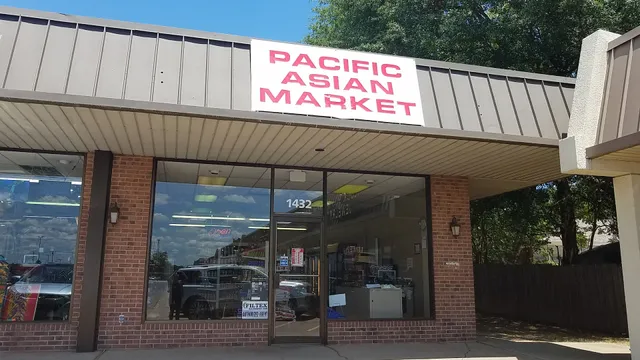 PACIFIC
ASIAN
MARKET
1432